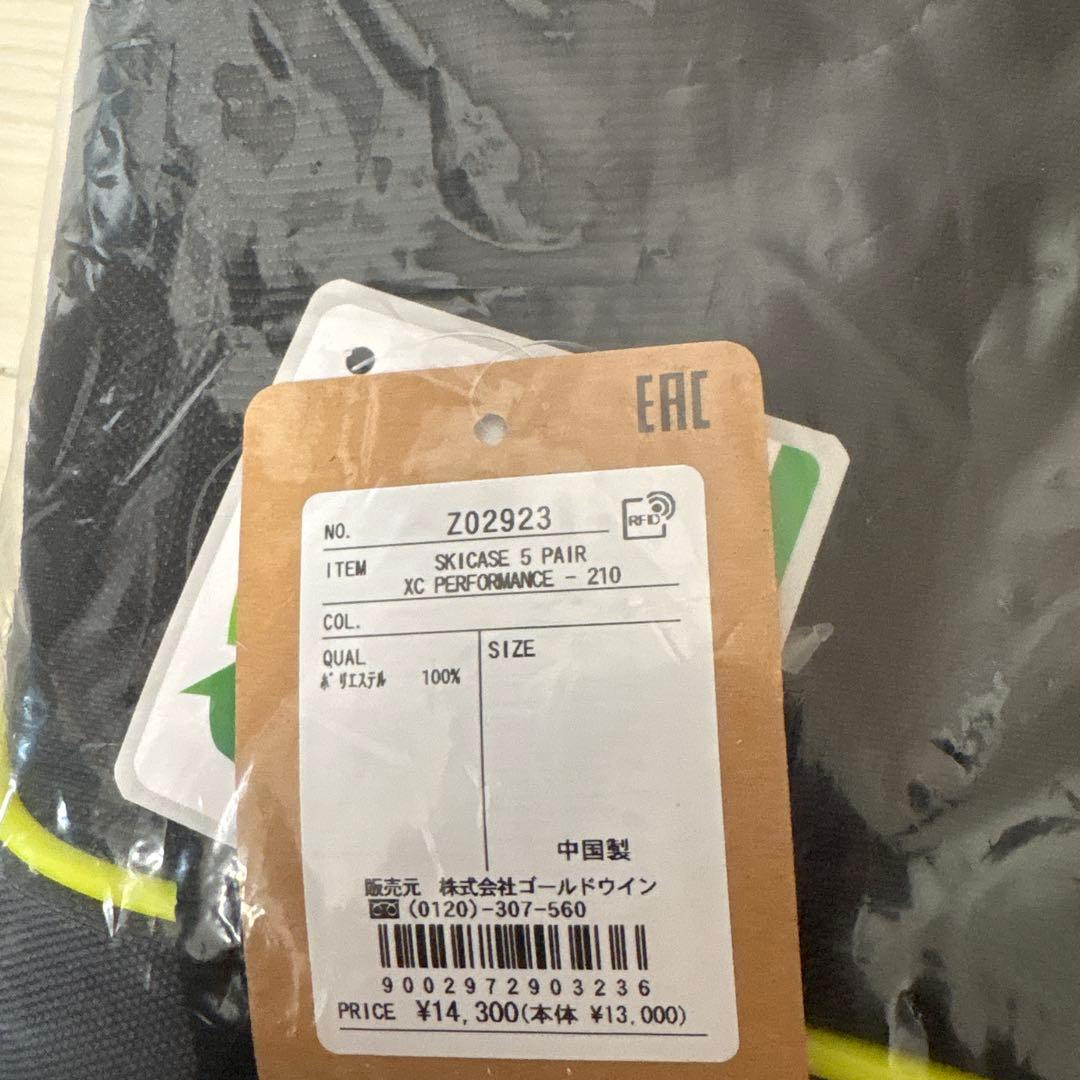 EAC
NO. Z02923
RFID
ITEM SKICASE 5 PAIR
XC PERFORMANCE - 210
COL.
QUAL SIZE
ポリエステル 100%
中国製
販売元 株式会社ゴールドウイン
(0120)-307-560
9002972903236
PRICE ¥14,300(本体 ¥13,000)